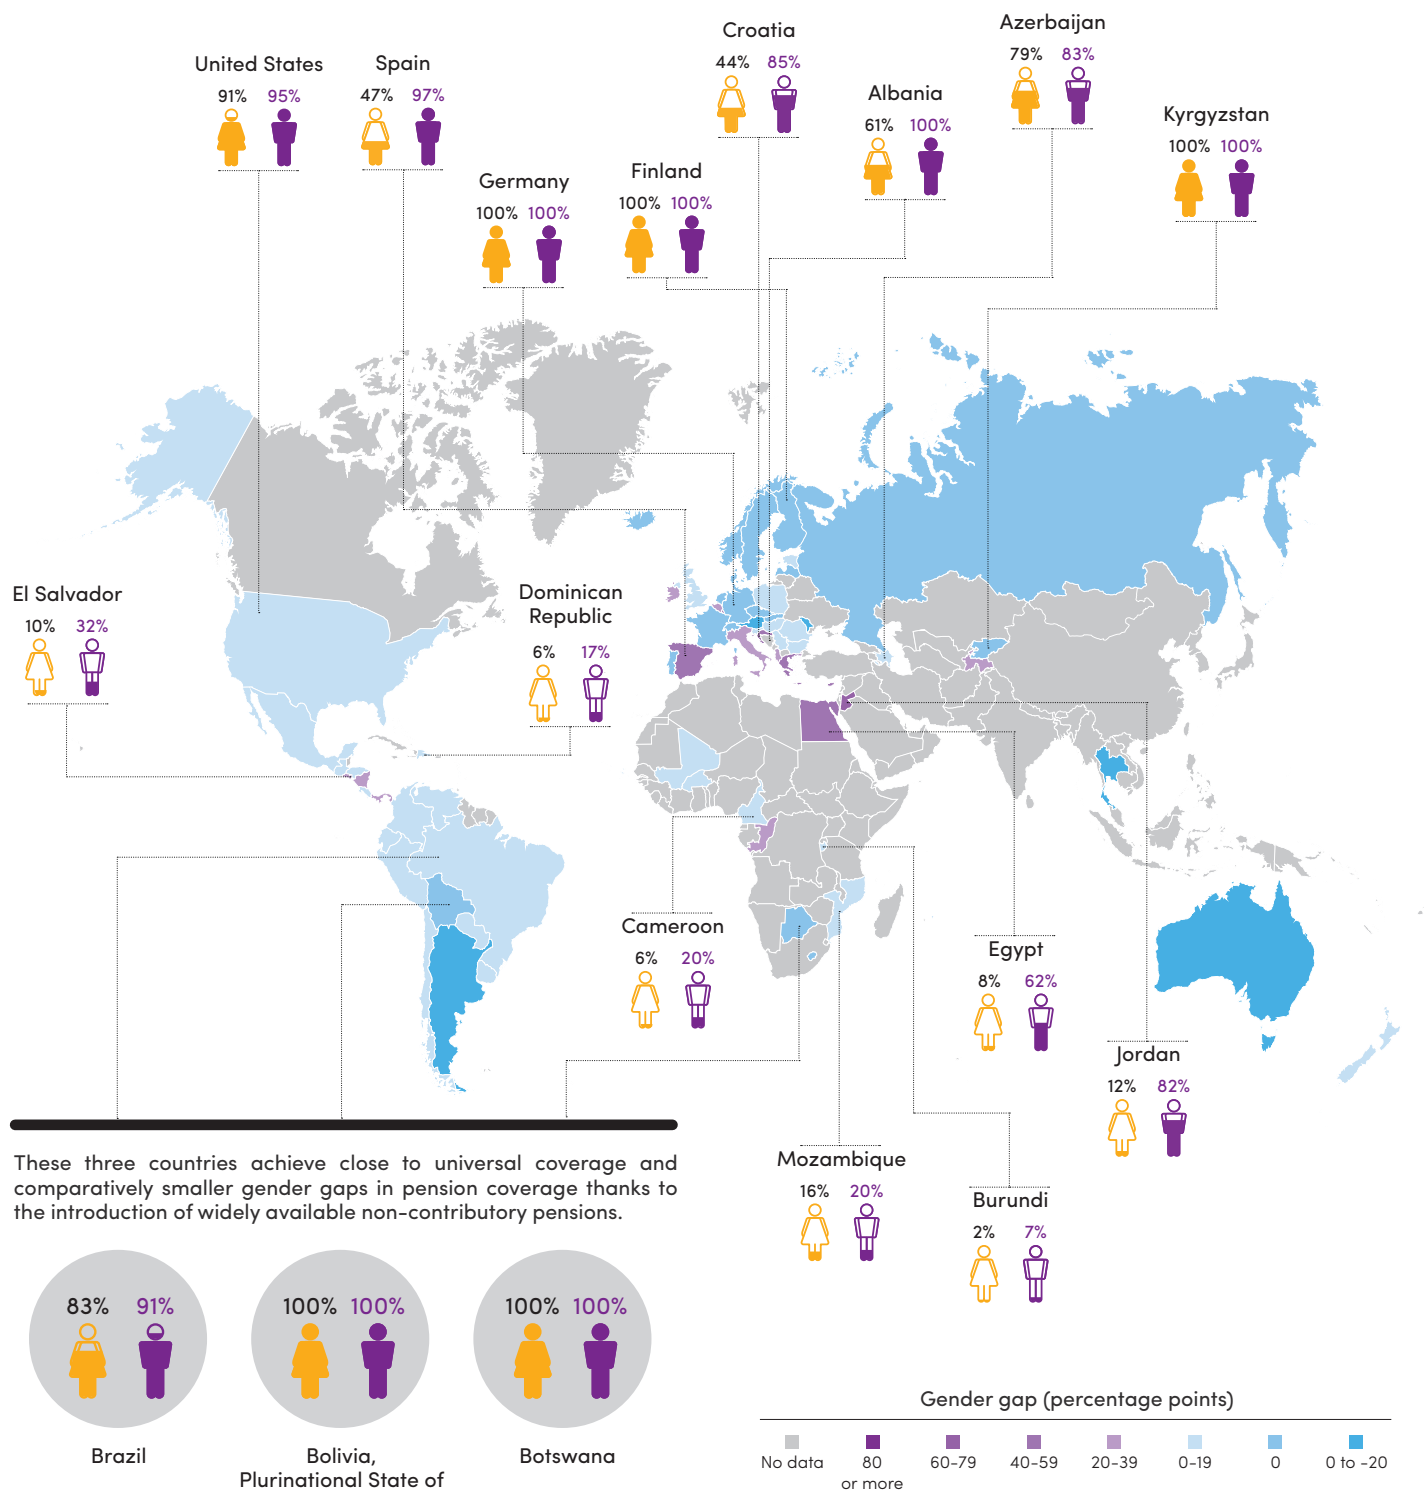 Croatia
44% 85%
Azerbaijan
79% 83%
United States
91% 95%
Spain
47% 97%
Albania
61% 100%
Kyrgyzstan
100% 100%
Germany
100% 100%
Finland
100% 100%
El Salvador
10% 32%
Dominican
Republic
6% 17%
Cameroon
6% 20%
Egypt
8% 62%
Jordan
12% 82%
Mozambique
16% 20%
Burundi
2% 7%
These three countries achieve close to universal coverage and
comparatively smaller gender gaps in pension coverage thanks to
the introduction of widely available non-contributory pensions.
83% 91%
Brazil
100% 100%
Bolivia,
Plurinational State of
100% 100%
Botswana
Gender gap (percentage points)
No data
80
or more
60-79
40-59
20-39
0-19
0
0 to -20